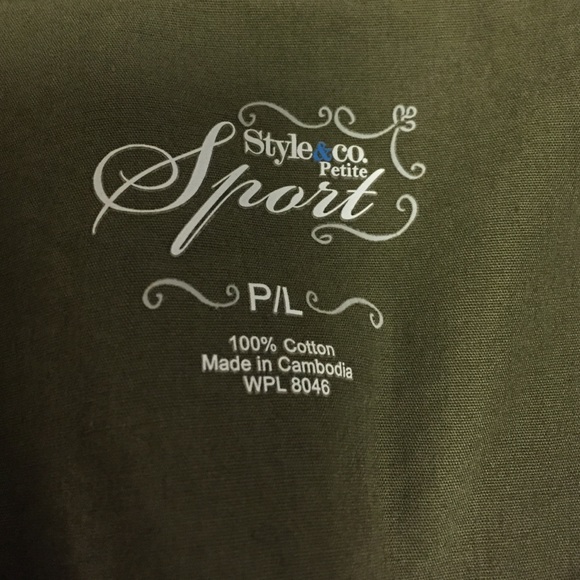 Style&co.
Petite
Sport
P/L
100% Cotton
Made in Cambodia
WPL 8046